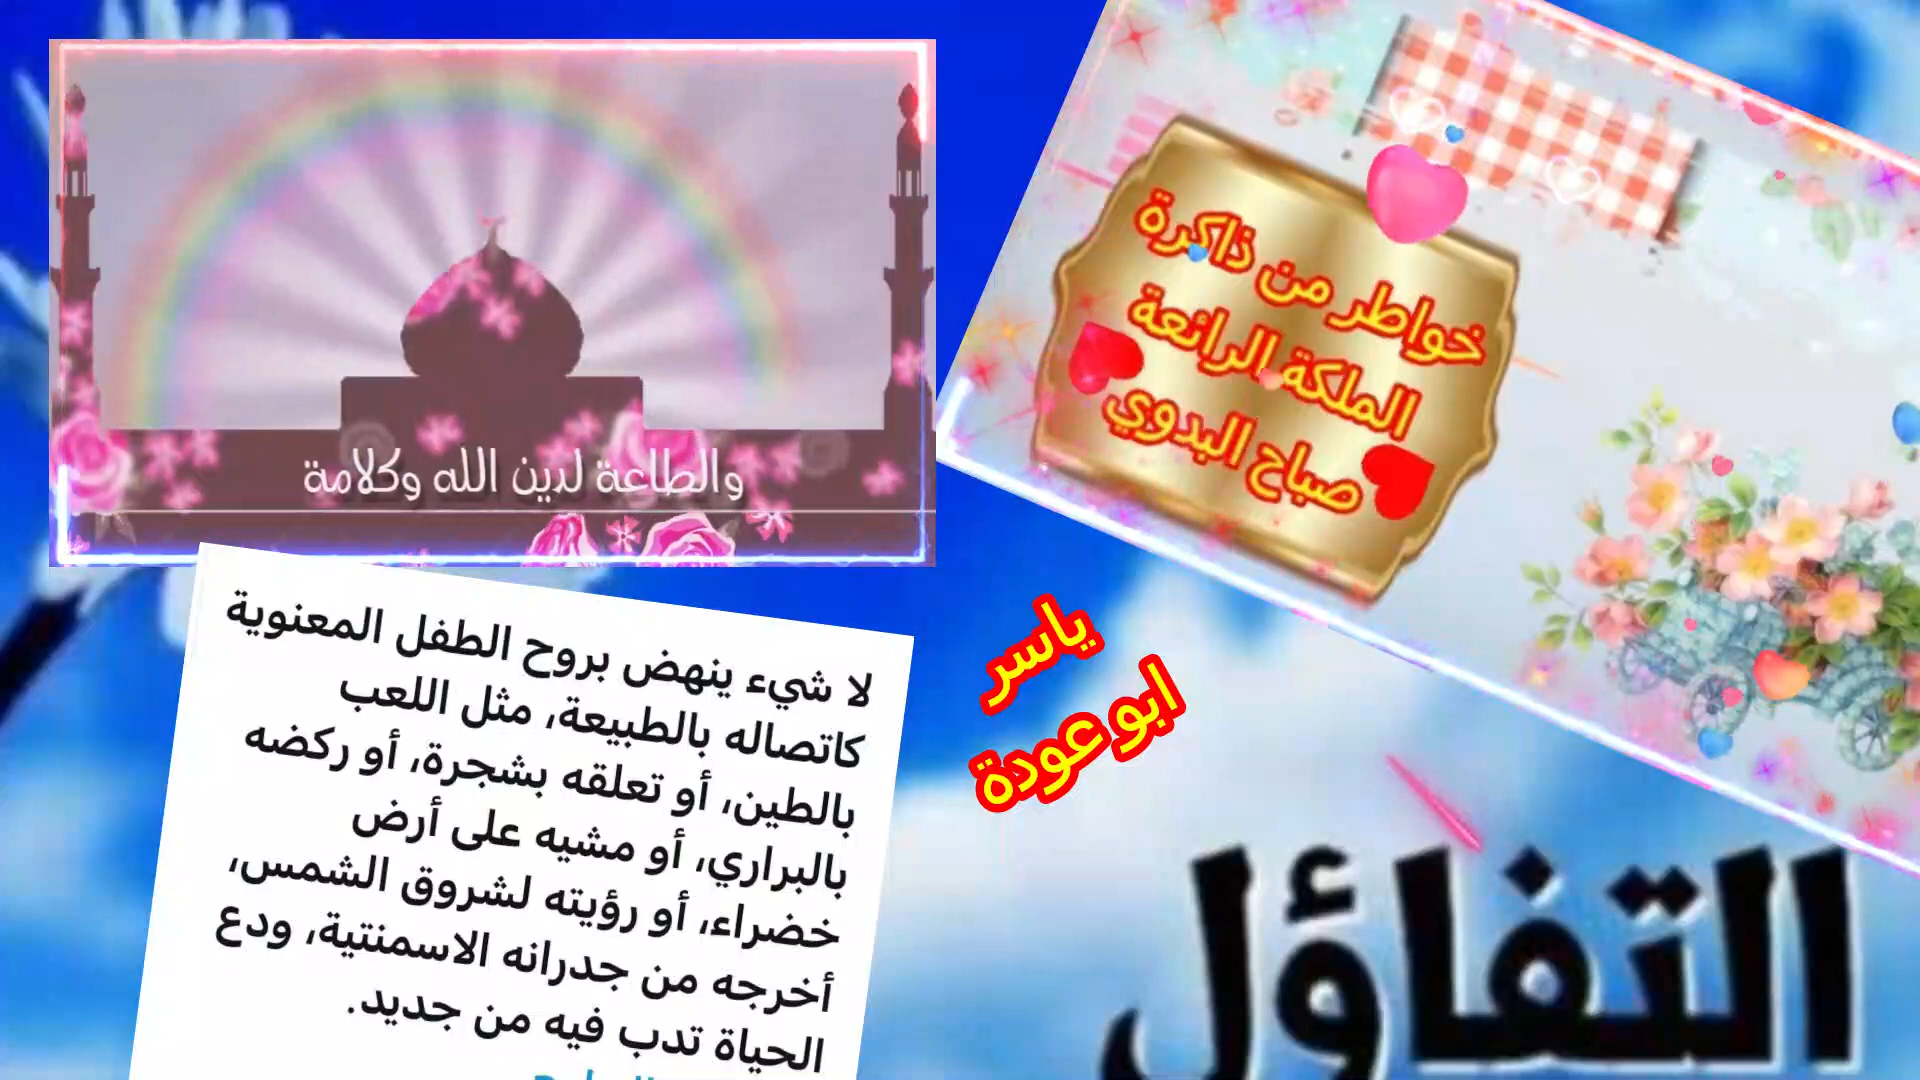 والطاعة لدين الله وكلامة
خواطر من ذاكرة
الملكة الرائعة
صباح البدوي
لا شيء ينهض بروح الطفل المعنوية
كاتصاله بالطبيعة، مثل اللعب
بالطين، أو تعلقه بشجرة، أو ركضه
بالبراري، أو مشيه على أرض
خضراء، أو رؤيته لشروق الشمس،
أخرجه من جدرانه الاسمنتية، ودع
الحياة تدب فيه من جديد.
ياسر
ابوعودة
التفاؤل